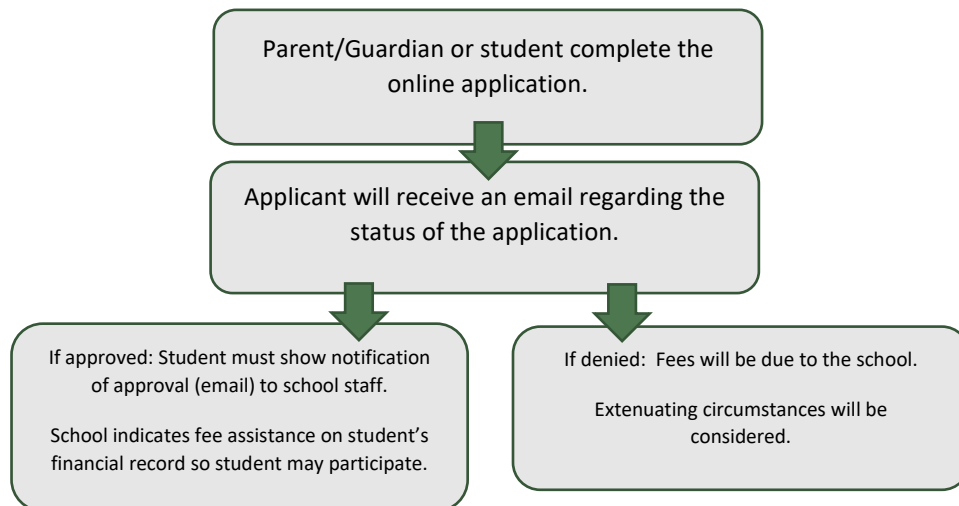 Parent/Guardian or student complete the
online application.
Applicant will receive an email regarding the
status of the application.
If approved: Student must show notification
of approval (email) to school staff.
School indicates fee assistance on student’s
financial record so student may participate.
If denied:  Fees will be due to the school.
Extenuating circumstances will be
considered.